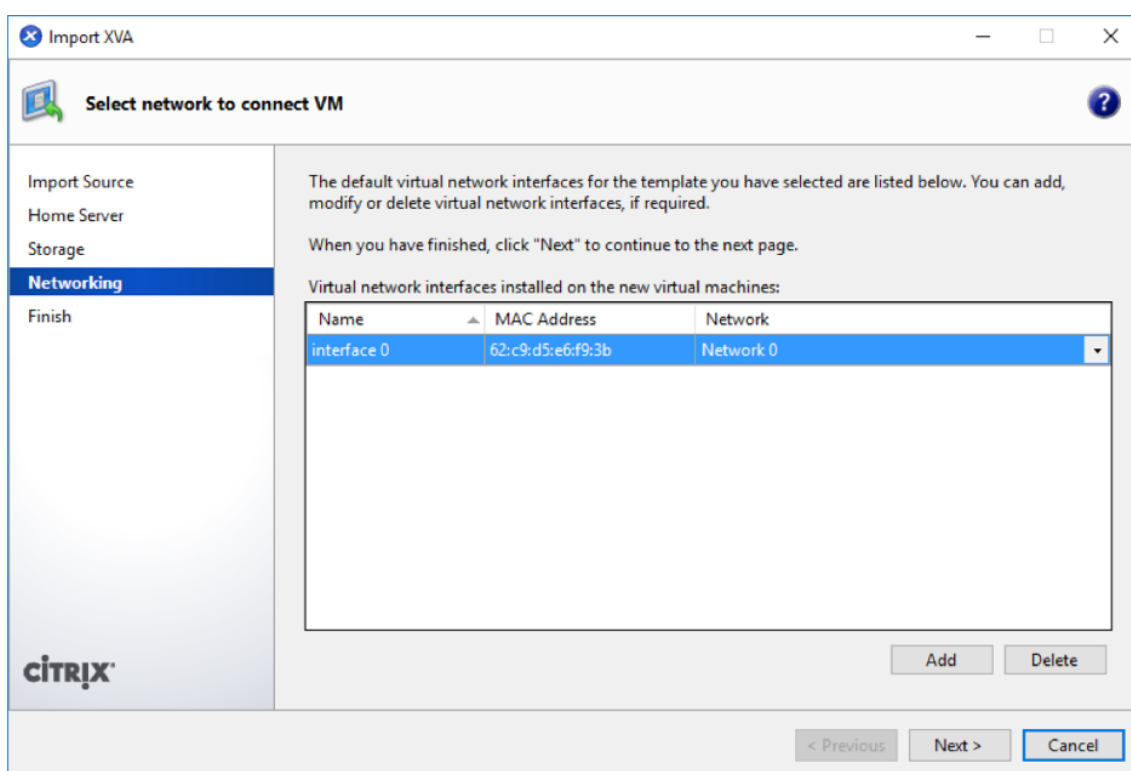 Import XVA
Select network to connect VM
?
Import Source
Home Server
Storage
Networking
Finish
The default virtual network interfaces for the template you have selected are listed below. You can add,
modify or delete virtual network interfaces, if required.
When you have finished, click "Next" to continue to the next page.
Virtual network interfaces installed on the new virtual machines:
Name MAC Address Network
interface 0 62:c9:d5:e6:f9:3b Network 0
Add Delete
CİTRIX
< Previous Next > Cancel